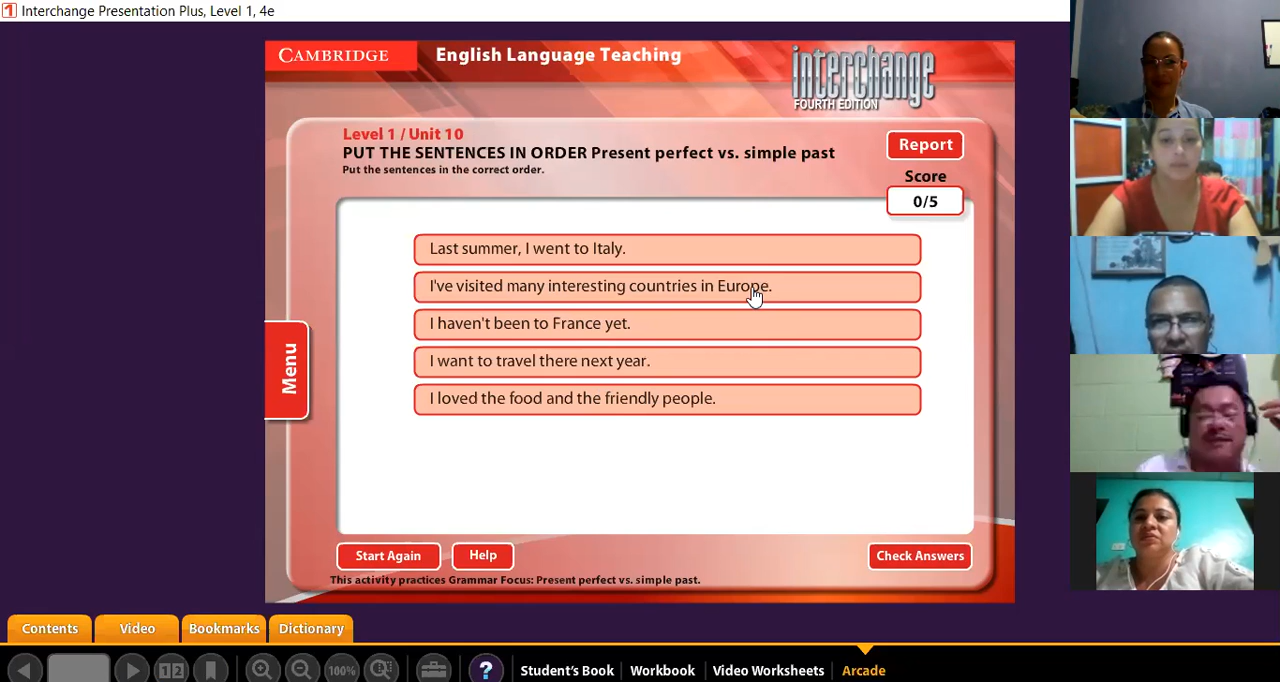 Interchange Presentation Plus, Level 1, 4e
CAMBRIDGE
English Language Teaching
interchange
FOURTH EDITION
Level 1 / Unit 10
PUT THE SENTENCES IN ORDER Present perfect vs. simple past
Put the sentences in the correct order.
Report
Score
0/5
Last summer, I went to Italy.
I've visited many interesting countries in Europe.
I haven't been to France yet.
I want to travel there next year.
I loved the food and the friendly people.
Menu
Start Again
Help
Check Answers
This activity practices Grammar Focus: Present perfect vs. simple past.
Contents
Video
Bookmarks
Dictionary
1 2
100%
?
Student's Book
Workbook
Video Worksheets
Arcade